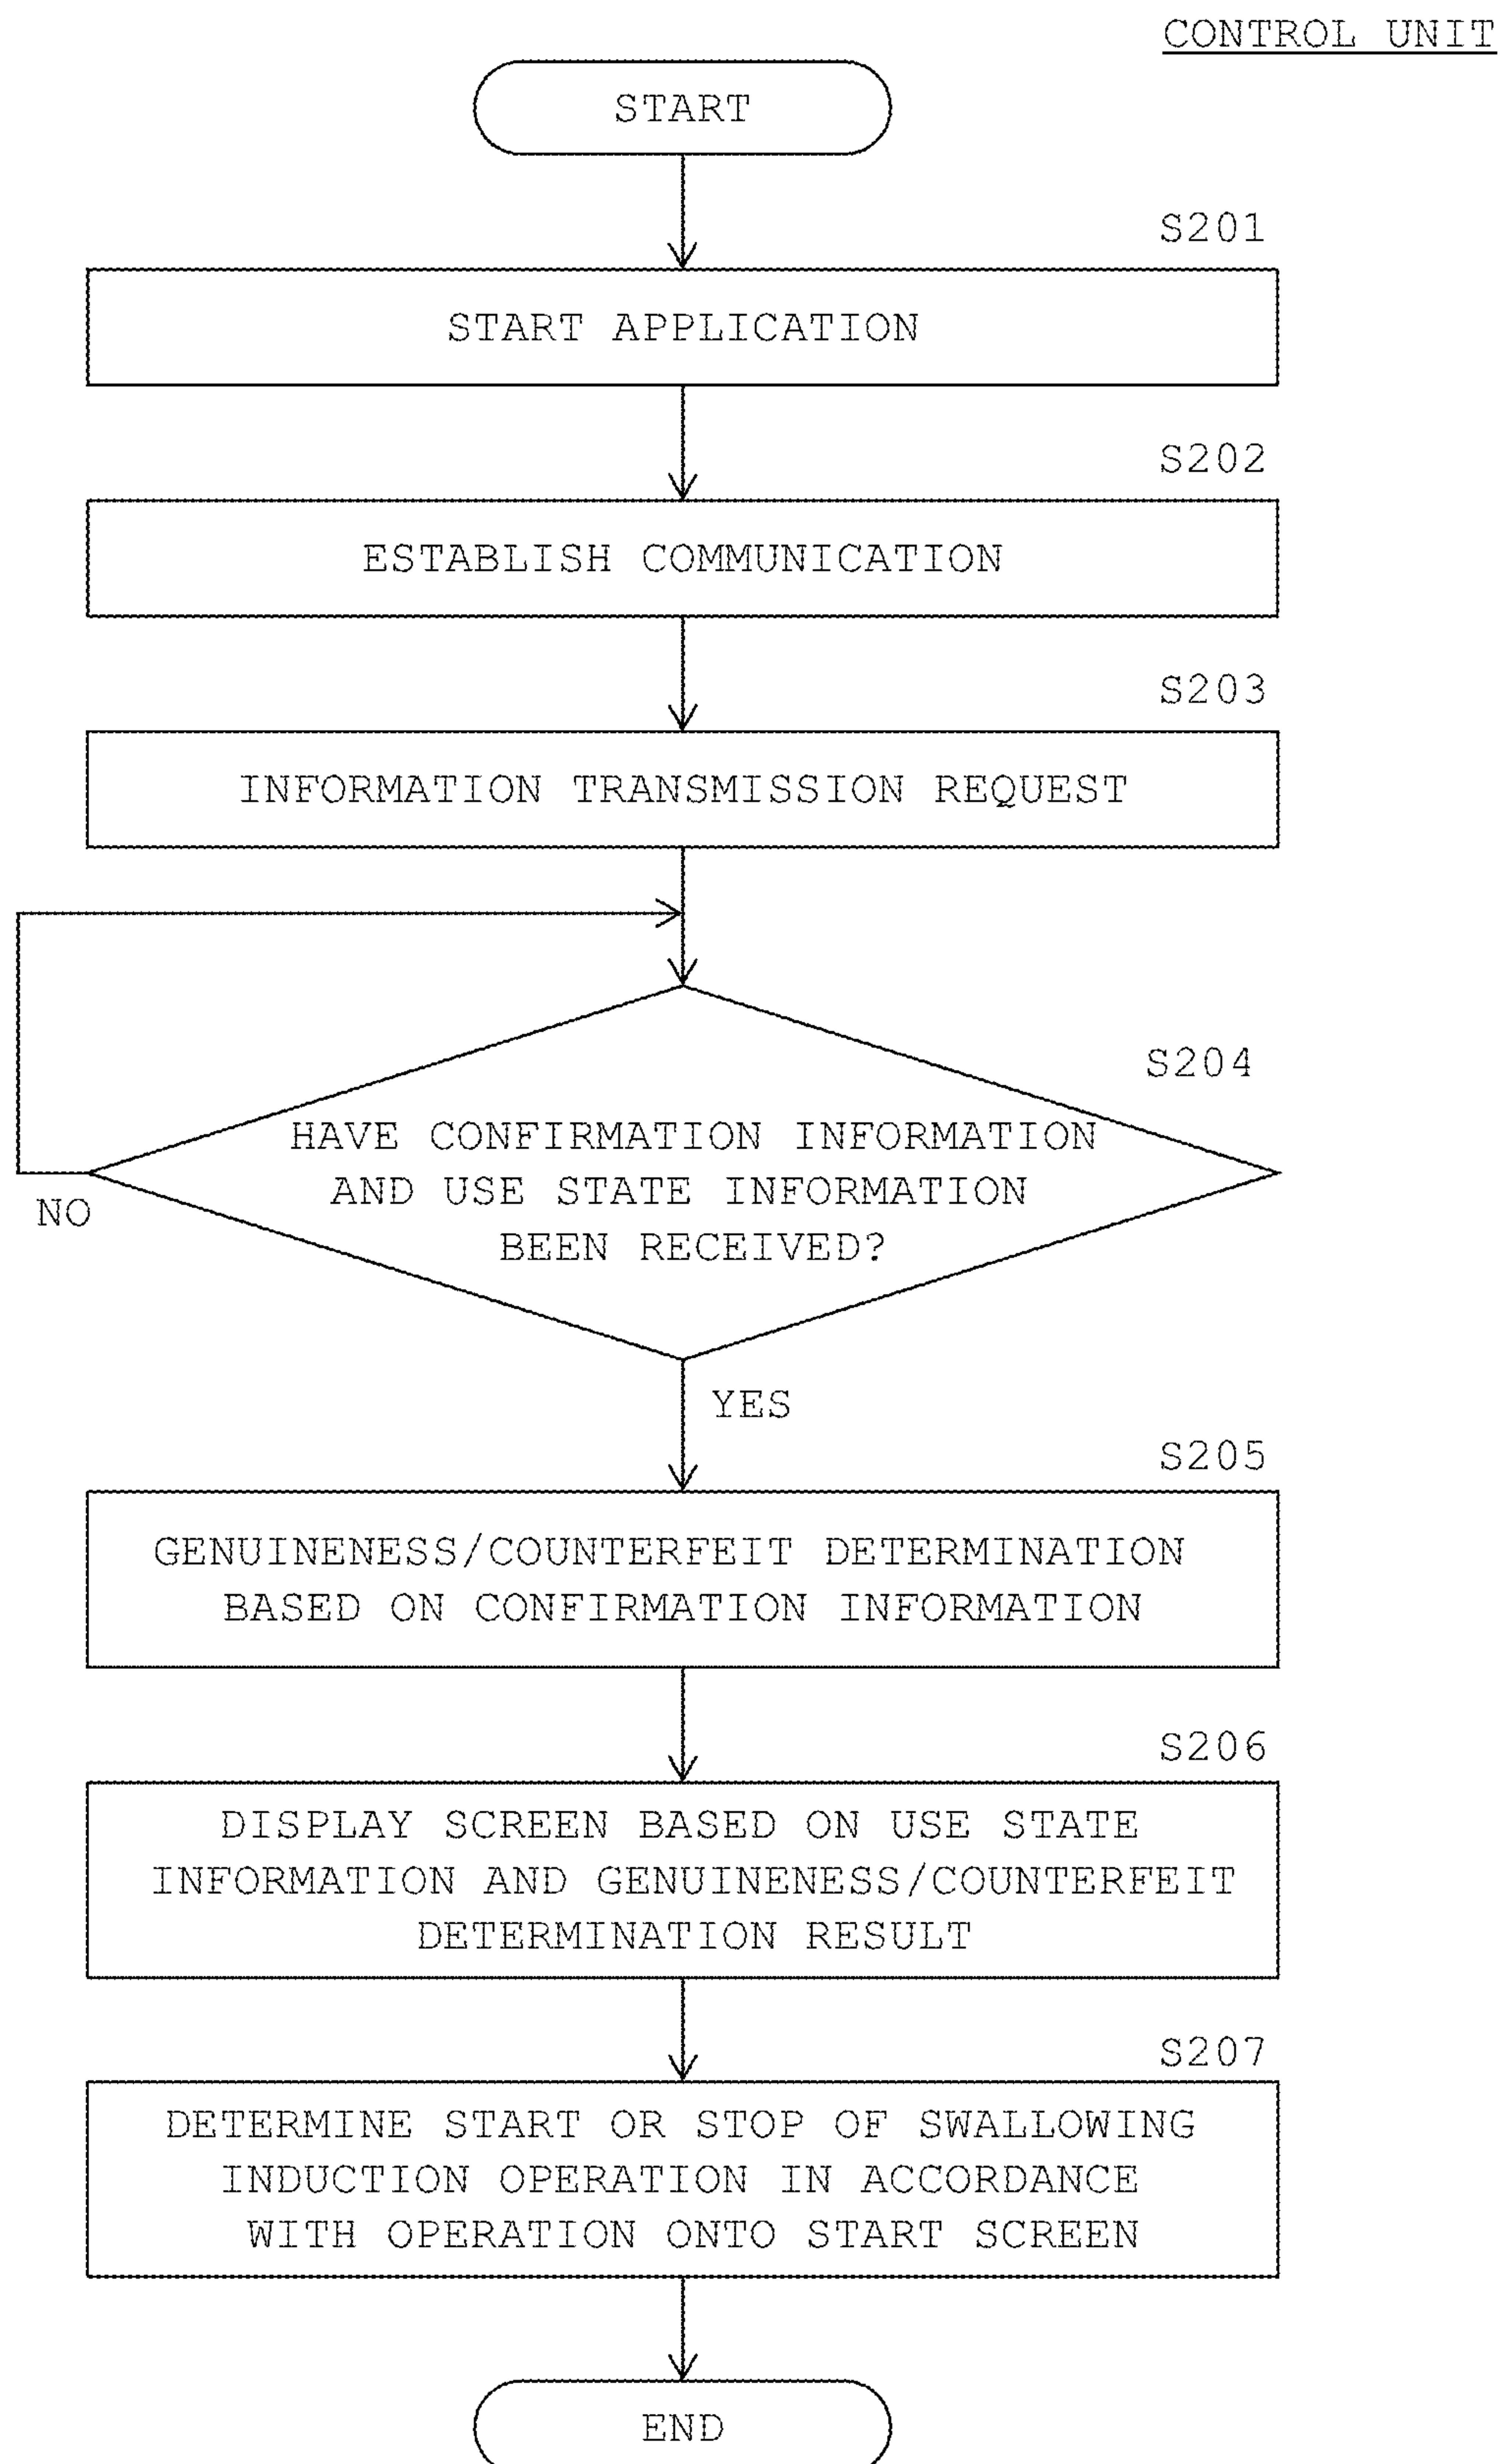 CONTROL UNIT
START
S201
START APPLICATION
S202
ESTABLISH COMMUNICATION
S203
INFORMATION TRANSMISSION REQUEST
S204
HAVE CONFIRMATION INFORMATION
AND USE STATE INFORMATION
BEEN RECEIVED?
NO
YES
S205
GENUINENESS/COUNTERFEIT DETERMINATION
BASED ON CONFIRMATION INFORMATION
S206
DISPLAY SCREEN BASED ON USE STATE
INFORMATION AND GENUINENESS/COUNTERFEIT
DETERMINATION RESULT
S207
DETERMINE START OR STOP OF SWALLOWING
INDUCTION OPERATION IN ACCORDANCE
WITH OPERATION ONTO START SCREEN
END